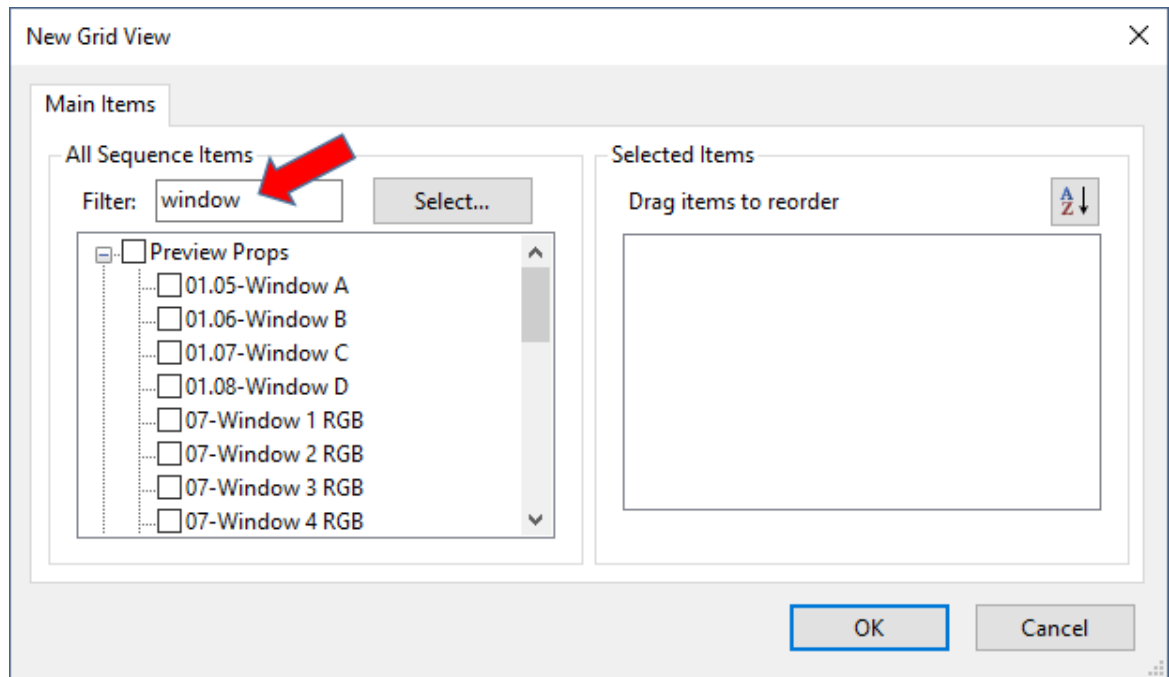 New Grid View
Main Items
All Sequence Items
Filter: window Select...
Preview Props
01.05-Window A
01.06-Window B
01.07-Window C
01.08-Window D
07-Window 1 RGB
07-Window 2 RGB
07-Window 3 RGB
07-Window 4 RGB
Selected Items
Drag items to reorder
A
Z
OK Cancel